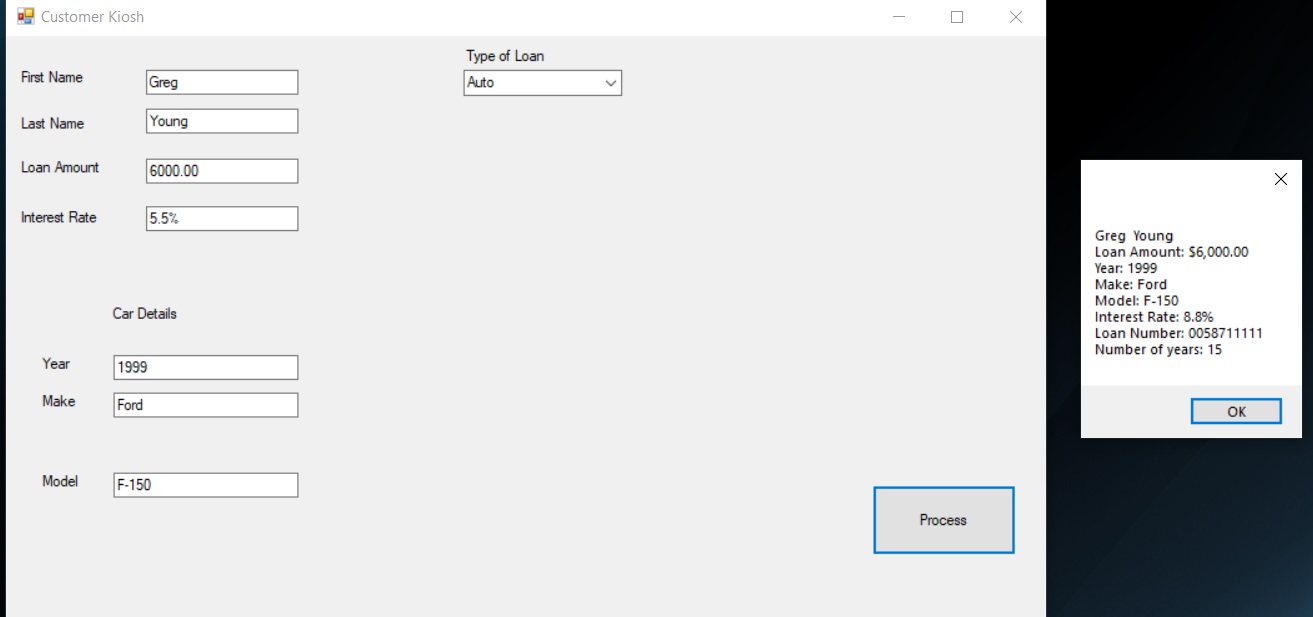 Customer Kiosh
Type of Loan
Auto
First Name
Greg
Last Name
Young
Loan Amount
6000.00
Interest Rate
5.5%
Car Details
Year
1999
Make
Ford
Model
F-150
Process
Greg  Young
Loan Amount: $6,000.00
Year: 1999
Make: Ford
Model: F-150
Interest Rate: 8.8%
Loan Number: 0058711111
Number of years: 15
OK